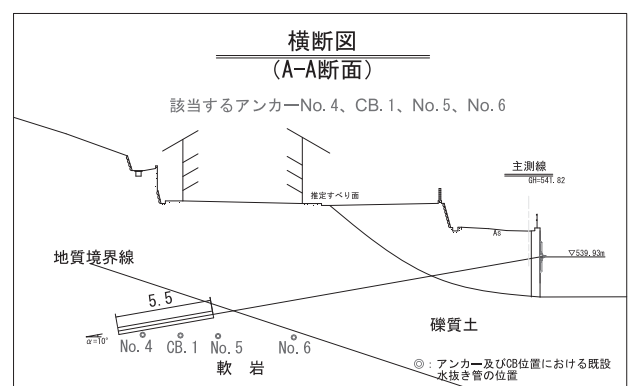 横断図
(A-A断面)
該当するアンカーNo.4、CB.1、No.5、No.6
主測線
GH=541.82
推定すべり面
As
▽539.93m
地質境界線
5.5
礫質土
α=10°
No.4
CB.1
No.5
No.6
軟 岩
◎：アンカー及びCB位置における既設
水抜き管の位置